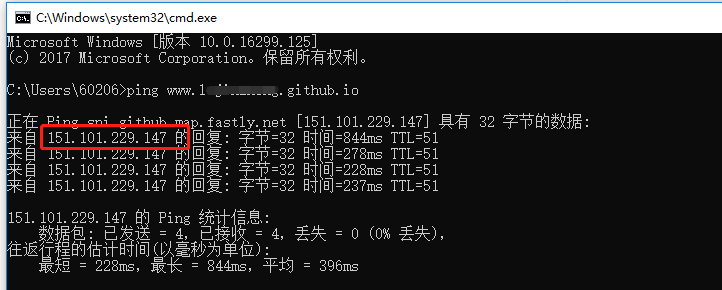 C:\Windows\system32\cmd.exe
Microsoft Windows [版本 10.0.16299.125]
(c) 2017 Microsoft Corporation。保留所有权利。
C:\Users\60206>ping www. .github.io
正在 Ping sni.github.map.fastly.net [151.101.229.147] 具有 32 字节的数据:
来自 151.101.229.147 的回复: 字节=32 时间=844ms TTL=51
来自 151.101.229.147 的回复: 字节=32 时间=278ms TTL=51
来自 151.101.229.147 的回复: 字节=32 时间=228ms TTL=51
来自 151.101.229.147 的回复: 字节=32 时间=237ms TTL=51
151.101.229.147 的 Ping 统计信息:
数据包: 已发送 = 4，已接收 = 4，丢失 = 0 (0% 丢失)，
往返行程的估计时间(以毫秒为单位):
最短 = 228ms，最长 = 844ms，平均 = 396ms